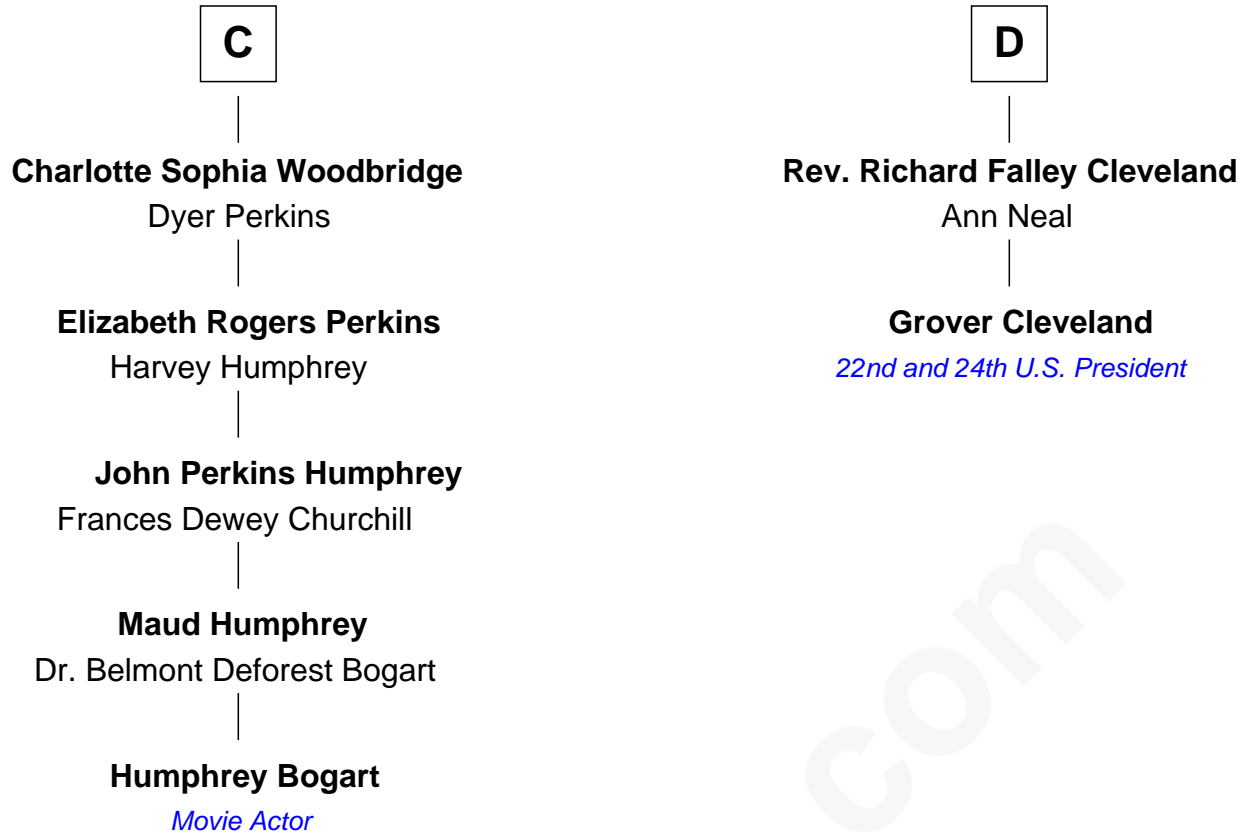 C
Charlotte Sophia Woodbridge
Dyer Perkins
Elizabeth Rogers Perkins
Harvey Humphrey
John Perkins Humphrey
Frances Dewey Churchill
Maud Humphrey
Dr. Belmont Deforest Bogart
Humphrey Bogart
Movie Actor
D
Rev. Richard Falley Cleveland
Ann Neal
Grover Cleveland
22nd and 24th U.S. President
com